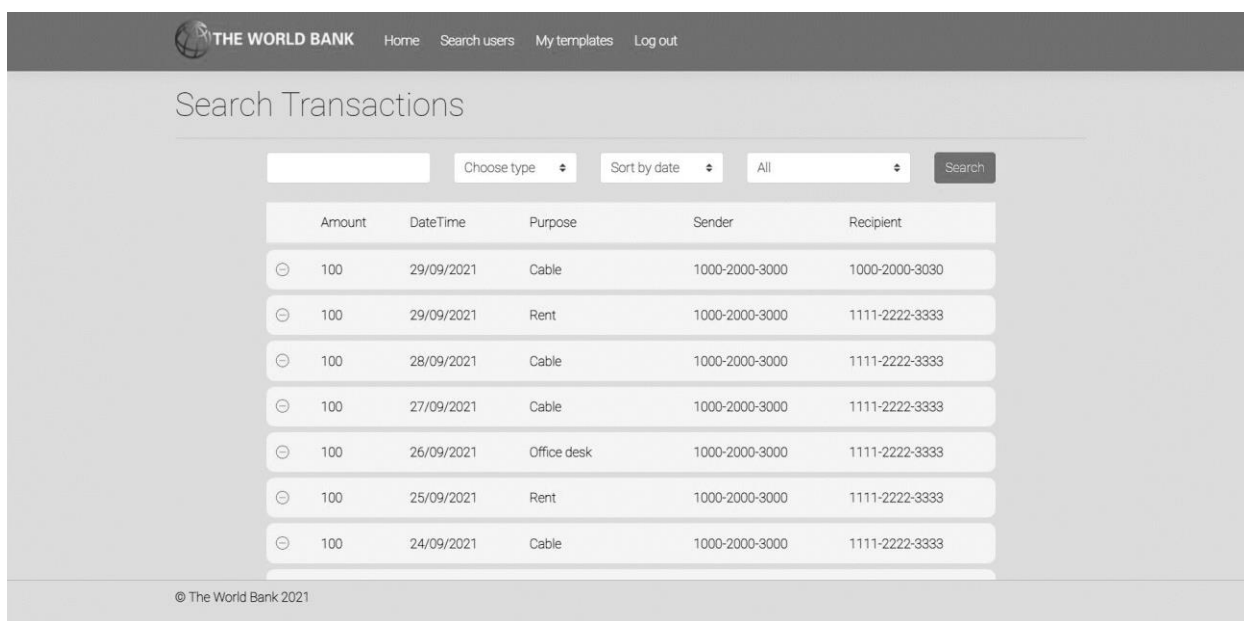 THE WORLD BANK Home Search users My templates Log out
Search Transactions
Choose type Sort by date All Search
Amount DateTime Purpose Sender Recipient
100 29/09/2021 Cable 1000-2000-3000 1000-2000-3030
100 29/09/2021 Rent 1000-2000-3000 1111-2222-3333
100 28/09/2021 Cable 1000-2000-3000 1111-2222-3333
100 27/09/2021 Cable 1000-2000-3000 1111-2222-3333
100 26/09/2021 Office desk 1000-2000-3000 1111-2222-3333
100 25/09/2021 Rent 1000-2000-3000 1111-2222-3333
100 24/09/2021 Cable 1000-2000-3000 1111-2222-3333
© The World Bank 2021